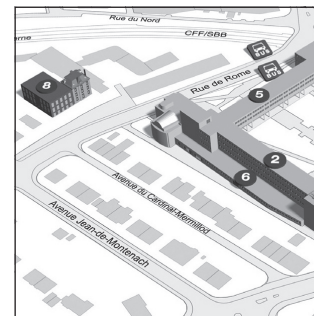 Rue du Nord
CFF/SBB
erne
BUS
BUS
Rue de Rome
8
5
2
6
Avenue du Cardinal-Mermillod
Avenue Jean-de-Montenach